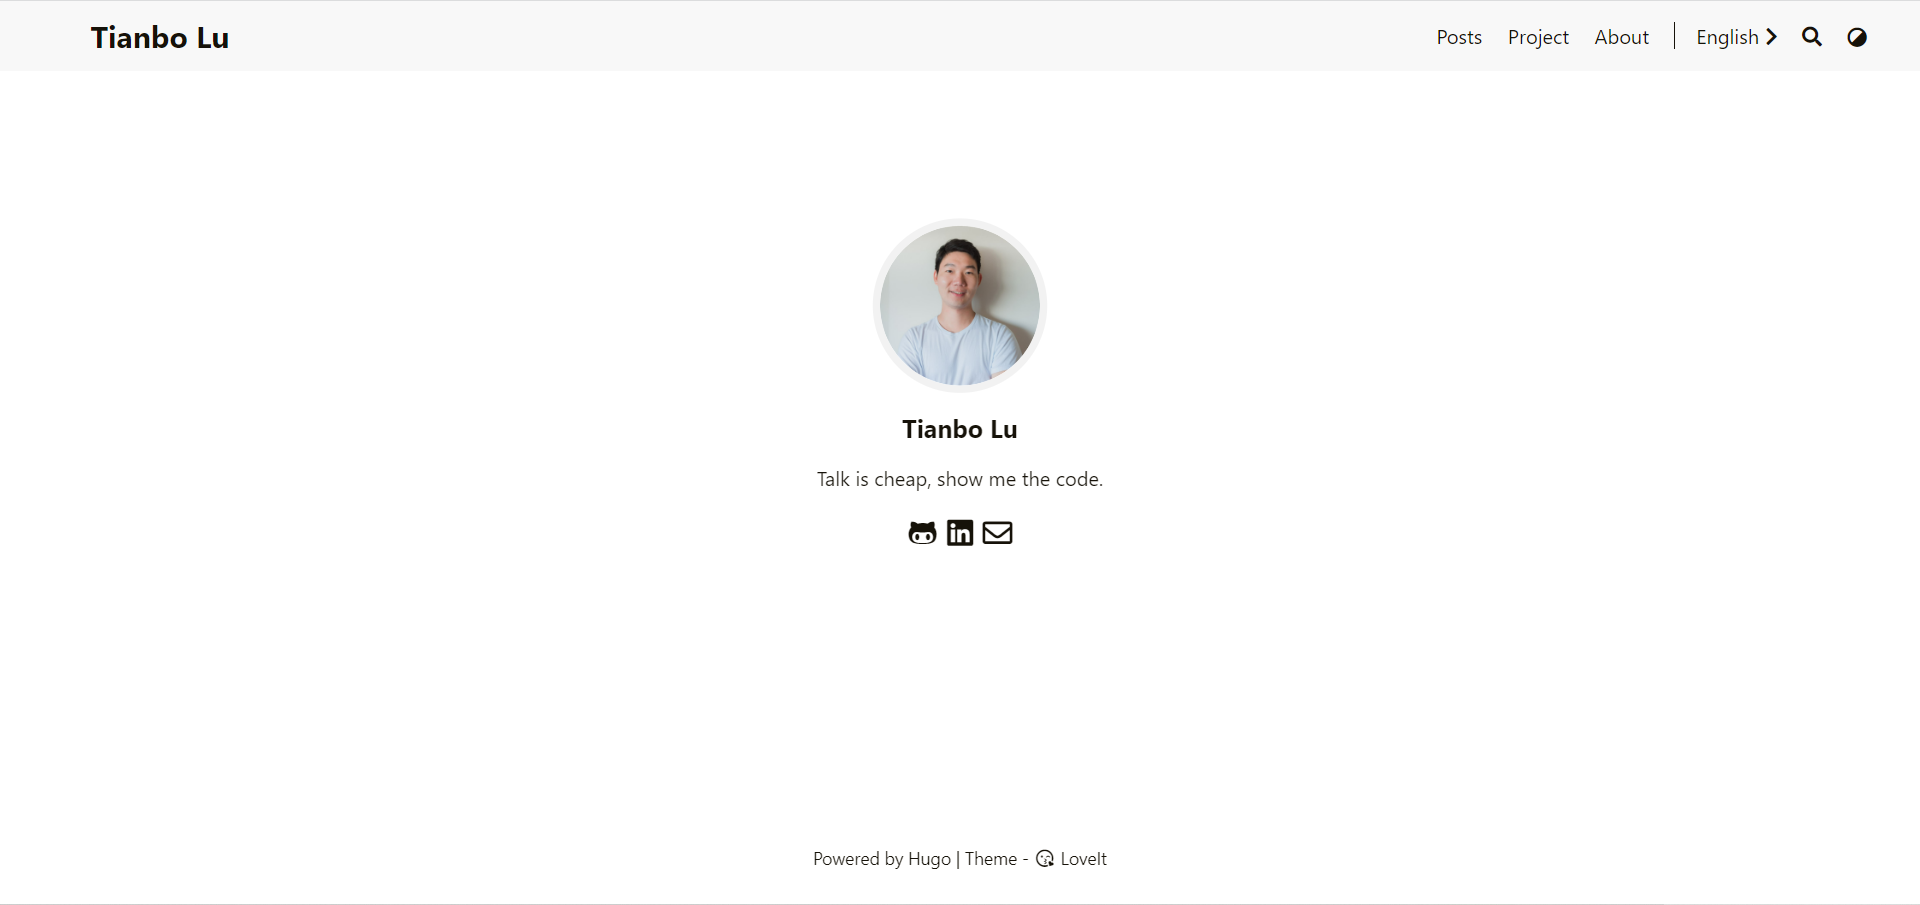 Tianbo Lu
Posts Project About English
Tianbo Lu
Talk is cheap, show me the code.
in
Powered by Hugo | Theme - LoveIt